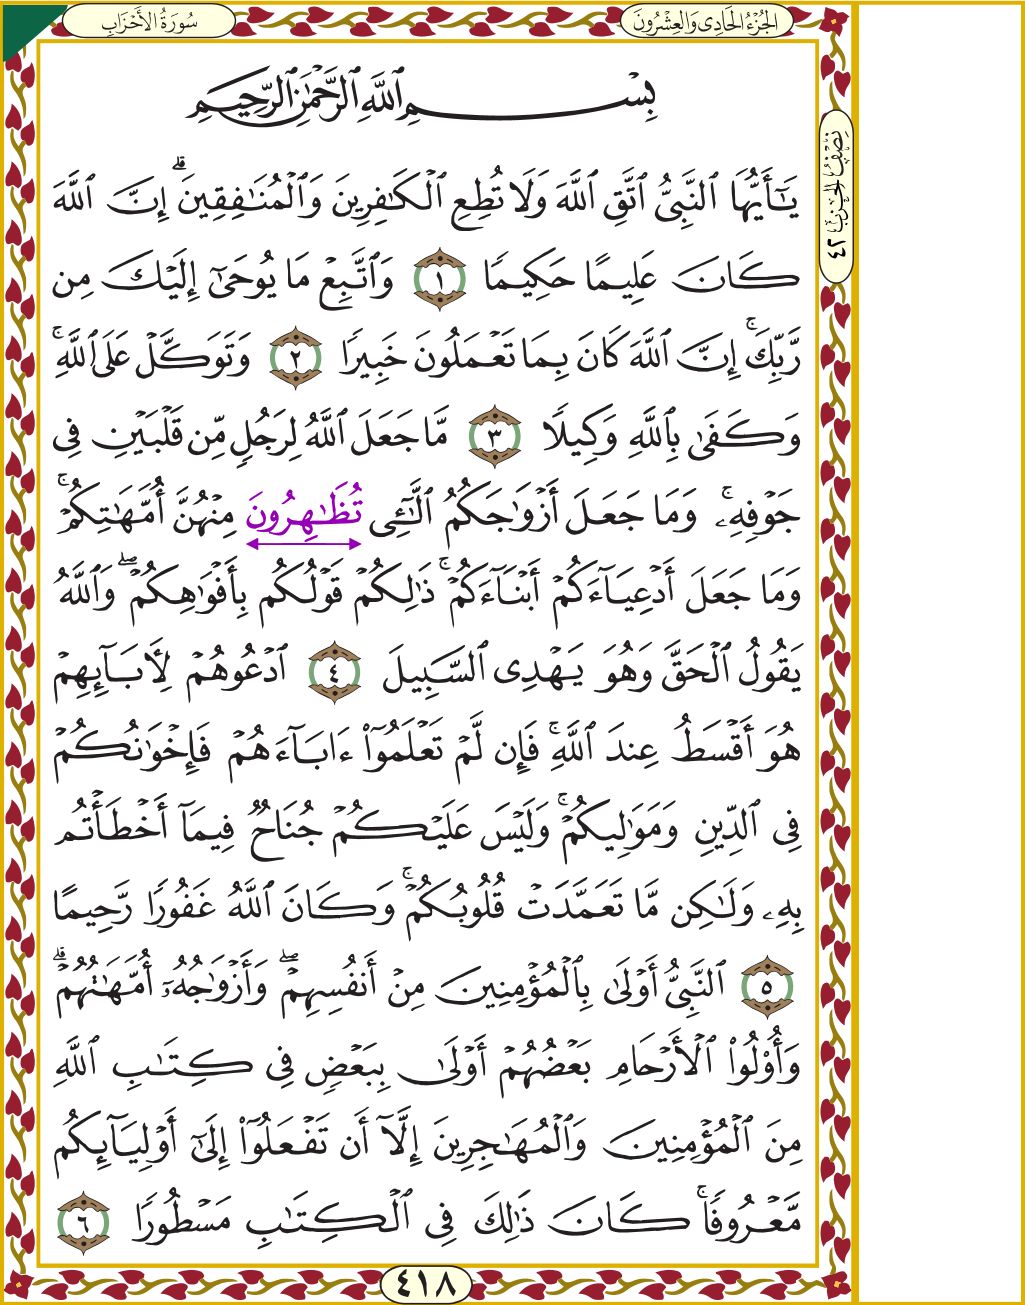 الجُزْءُ الْحَادِى وَالْعِشْرُونَ
سُورَةُ الأَحْزَابِ
نِصْفُ الْحِزْبِ ٤٢
بِسْمِ ٱللَّهِ ٱلرَّحْمَٰنِ ٱلرَّحِيمِ
يَـٰٓأَيُّهَا ٱلنَّبِىُّ ٱتَّقِ ٱللَّهَ وَلَا تُطِعِ ٱلْكَـٰفِرِينَ وَٱلْمُنَـٰفِقِينَ ۗ إِنَّ ٱللَّهَ
كَانَ عَلِيمًا حَكِيمًا ١ وَٱتَّبِعْ مَا يُوحَىٰٓ إِلَيْكَ مِن
رَّبِّكَ ۚ إِنَّ ٱللَّهَ كَانَ بِمَا تَعْمَلُونَ خَبِيرًا ٢ وَتَوَكَّلْ عَلَى ٱللَّهِ ۚ
وَكَفَىٰ بِٱللَّهِ وَكِيلًا ٣ مَّا جَعَلَ ٱللَّهُ لِرَجُلٍ مِّن قَلْبَيْنِ فِى
جَوْفِهِۦ ۚ وَمَا جَعَلَ أَزْوَٰجَكُمُ ٱلَّـٰٓـِٔى تُظَـٰهِرُونَ مِنْهُنَّ أُمَّهَـٰتِكُمْ ۚ
وَمَا جَعَلَ أَدْعِيَآءَكُمْ أَبْنَآءَكُمْ ۚ ذَٰلِكُمْ قَوْلُكُم بِأَفْوَٰهِكُمْ ۖ وَٱللَّهُ
يَقُولُ ٱلْحَقَّ وَهُوَ يَهْدِى ٱلسَّبِيلَ ٤ ٱدْعُوهُمْ لِأَبَآئِهِمْ
هُوَ أَقْسَطُ عِندَ ٱللَّهِ ۚ فَإِن لَّمْ تَعْلَمُوٓا۟ ءَابَآءَهُمْ فَإِخْوَٰنُكُمْ
فِى ٱلدِّينِ وَمَوَٰلِيكُمْ ۚ وَلَيْسَ عَلَيْكُمْ جُنَاحٌ فِيمَآ أَخْطَأْتُم
بِهِۦ وَلَـٰكِن مَّا تَعَمَّدَتْ قُلُوبُكُمْ ۚ وَكَانَ ٱللَّهُ غَفُورًا رَّحِيمًا
٥ ٱلنَّبِىُّ أَوْلَىٰ بِٱلْمُؤْمِنِينَ مِنْ أَنفُسِهِمْ ۖ وَأَزْوَٰجُهُۥٓ أُمَّهَـٰتُهُمْ ۗ
وَأُو۟لُوا۟ ٱلْأَرْحَامِ بَعْضُهُمْ أَوْلَىٰ بِبَعْضٍ فِى كِتَـٰبِ ٱللَّهِ
مِنَ ٱلْمُؤْمِنِينَ وَٱلْمُهَـٰجِرِينَ إِلَّآ أَن تَفْعَلُوٓا۟ إِلَىٰٓ أَوْلِيَآئِكُم
مَّعْرُوفًا ۚ كَانَ ذَٰلِكَ فِى ٱلْكِتَـٰبِ مَسْطُورًا ٦
٤١٨